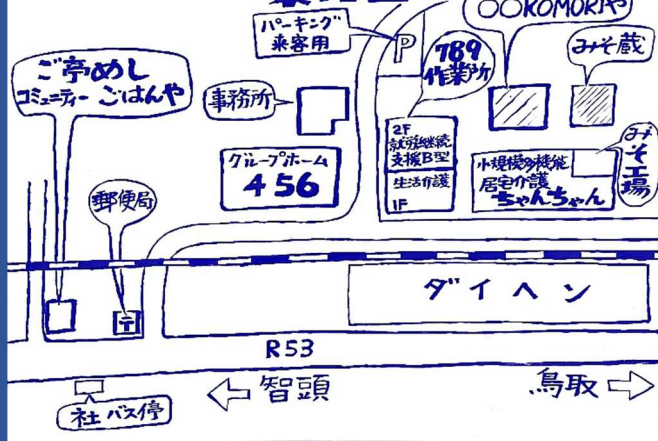 〇〇KOMORIや
パーキング
来客用
P
789
作業所
みそ蔵
ご亭めし
コミュニティー ごはんや
事務所
2F
就労継続
支援B型
生活介護
1F
小規模多機能
居宅介護
ちゃんちゃん
みそ工場
グループホーム
456
郵便局
〒
ダイヘン
R53
智頭
鳥取
社 バス停